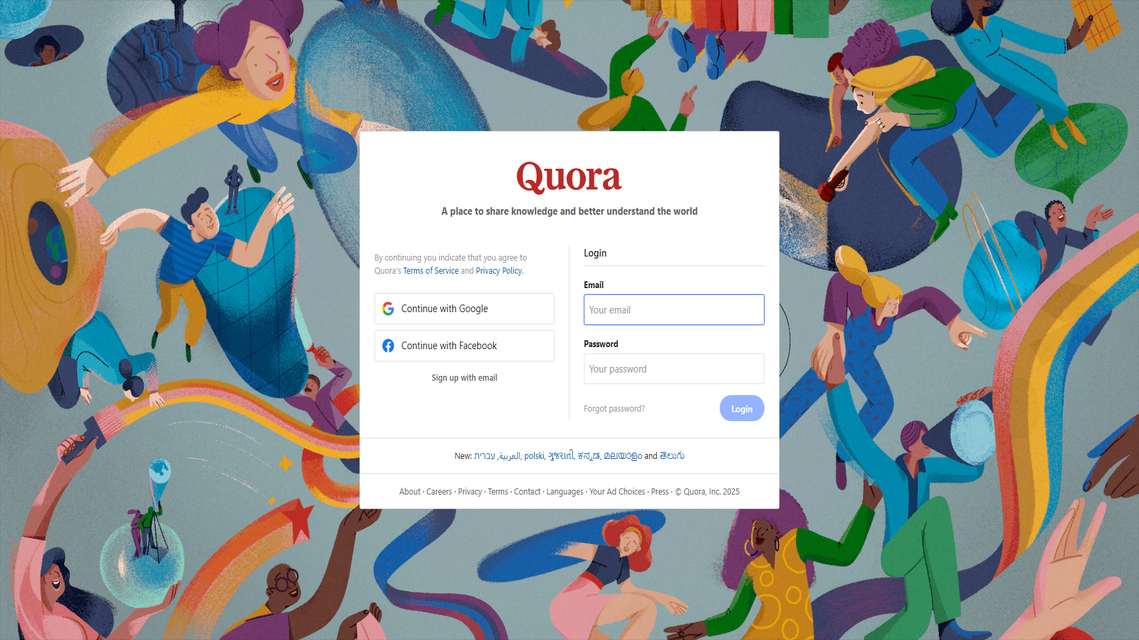 Quora
A place to share knowledge and better understand the world
By continuing you indicate that you agree to
Quora's Terms of Service and Privacy Policy.
Continue with Google
Continue with Facebook
Sign up with email
Login
Email
Your email
Password
Your password
Forgot password?
Login
New: עברית, العربية, polski, ગુજરાતી, ಕನ್ನಡ, മലയാളം and తెలుగు
About · Careers · Privacy · Terms · Contact · Languages · Your Ad Choices · Press · © Quora, Inc. 2025